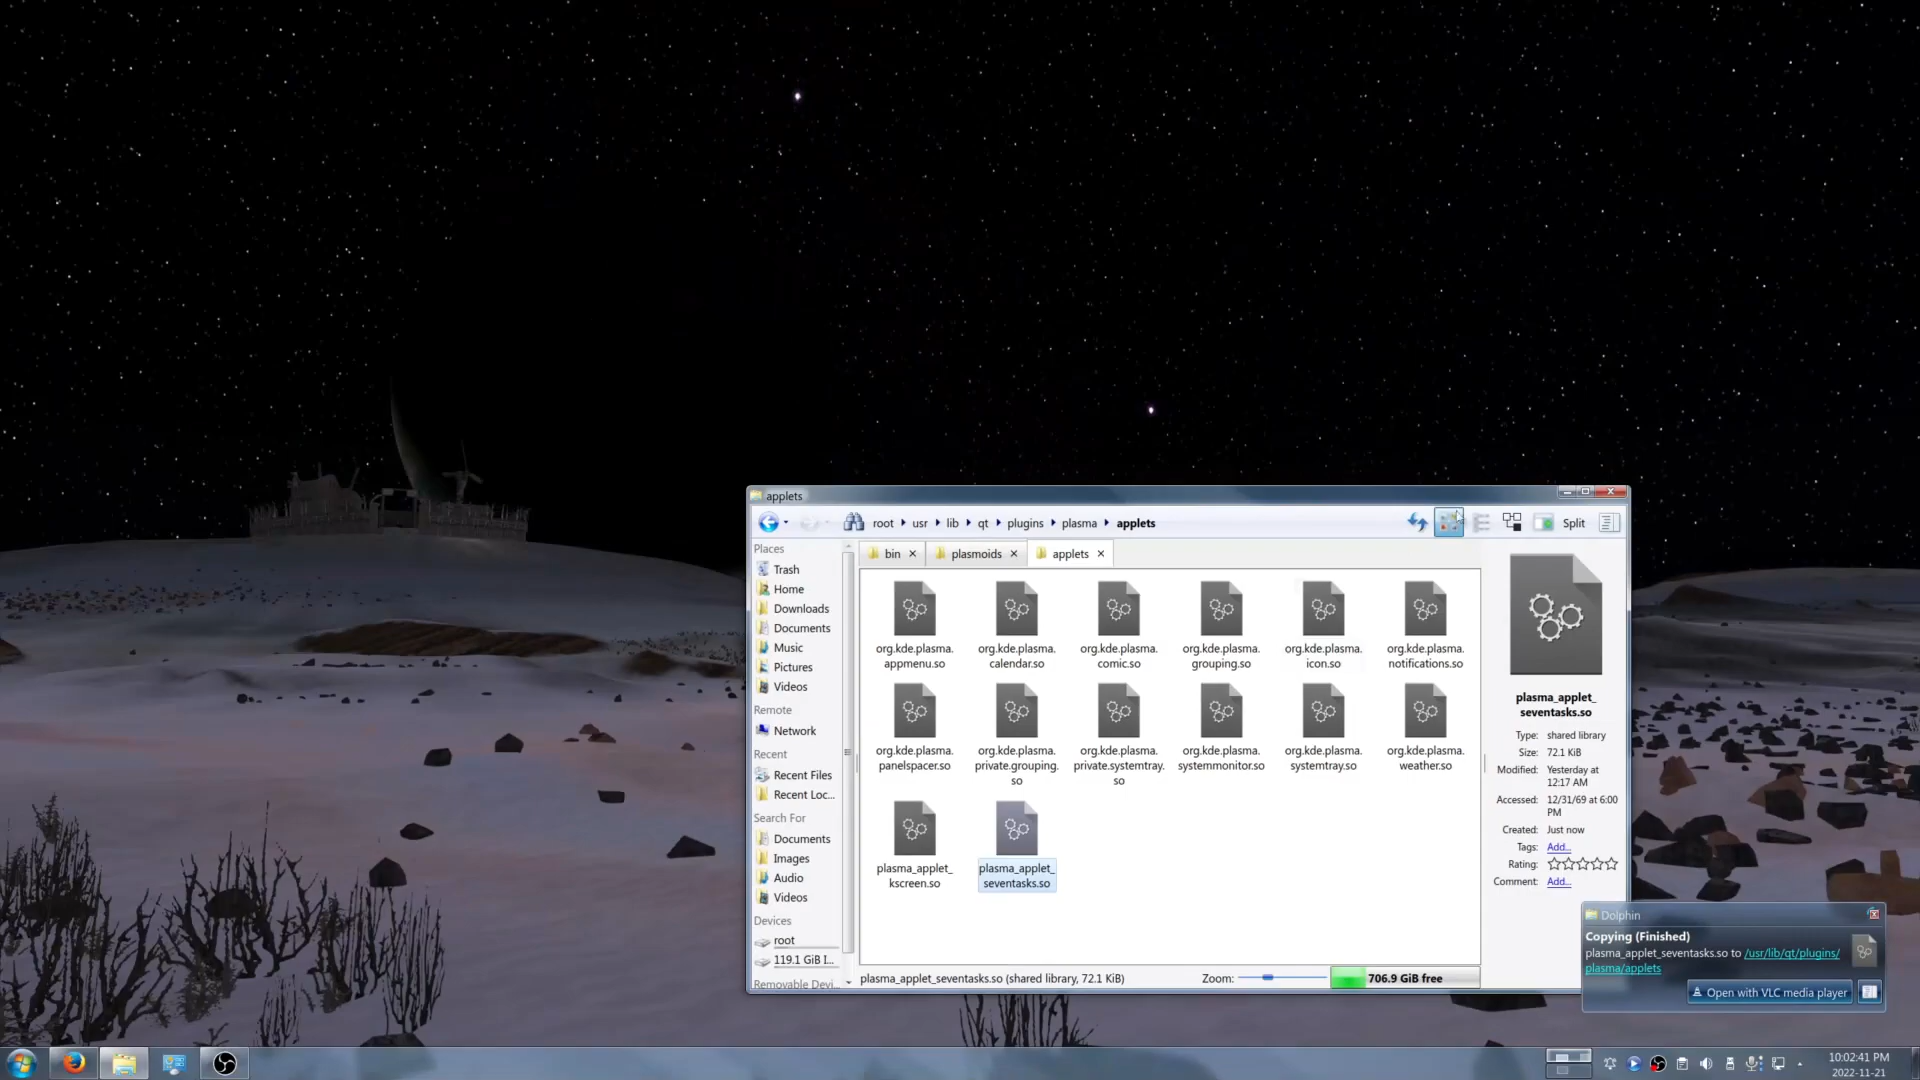 applets
root usr lib qt plugins plasma applets
Split
bin plasmoids applets
Places
Trash
Home
Downloads
Documents
Music
Pictures
Videos
Remote
Network
Recent
Recent Files
Recent Loc...
Search For
Documents
Images
Audio
Videos
Devices
root
119.1 GiB I...
Removable Devi...
org.kde.plasma.
appmenu.so
org.kde.plasma.
calendar.so
org.kde.plasma.
comic.so
org.kde.plasma.
grouping.so
org.kde.plasma.
icon.so
org.kde.plasma.
notifications.so
org.kde.plasma.
panelspacer.so
org.kde.plasma.
private.grouping.
so
org.kde.plasma.
private.systemtray.
so
org.kde.plasma.
systemmonitor.so
org.kde.plasma.
systemtray.so
org.kde.plasma.
weather.so
plasma_applet_
kscreen.so
plasma_applet_
seventasks.so
plasma_applet_
seventasks.so
Type: shared library
Size: 72.1 KiB
Modified: Yesterday at
12:17 AM
Accessed: 12/31/69 at 6:00
PM
Created: Just now
Tags: Add...
Rating:
Comment: Add...
plasma_applet_seventasks.so (shared library, 72.1 KiB)
Zoom:
706.9 GiB free
Dolphin
Copying (Finished)
plasma_applet_seventasks.so to /usr/lib/qt/plugins/
plasma/applets
Open with VLC media player
10:02:41 PM
2022-11-21